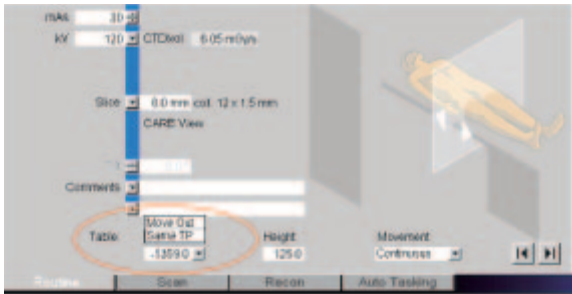 mAs 30
kV 120 CTDIvol 6.05 mGy
Slice 6.0 mm coll. 12 x 1.5 mm
CARE View
Comments
Move Out
Same TP
Table Height Movement
-1359.0 125.0 Continuous
Routine Scan Recon Auto Tasking